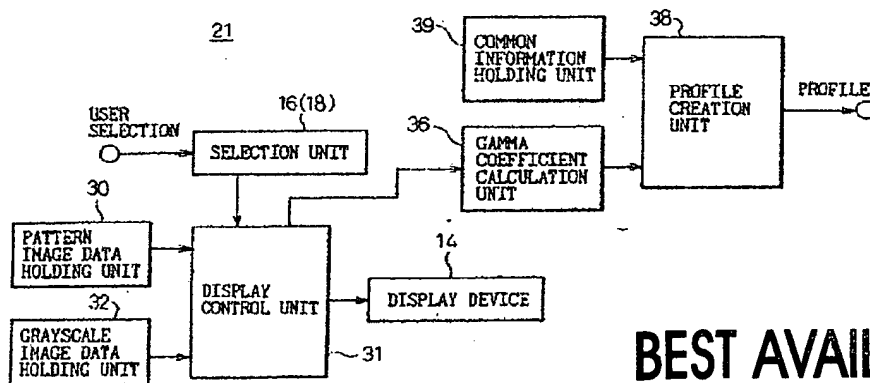 21
39
COMMON
INFORMATION
HOLDING UNIT
38
PROFILE
CREATION
UNIT
PROFILE
USER
SELECTION
16(18)
SELECTION UNIT
36
GAMMA
COEFFICIENT
CALCULATION
UNIT
30
PATTERN
IMAGE DATA
HOLDING UNIT
DISPLAY
CONTROL UNIT
31
14
DISPLAY DEVICE
32
GRAYSCALE
IMAGE DATA
HOLDING UNIT
BEST AVAIL